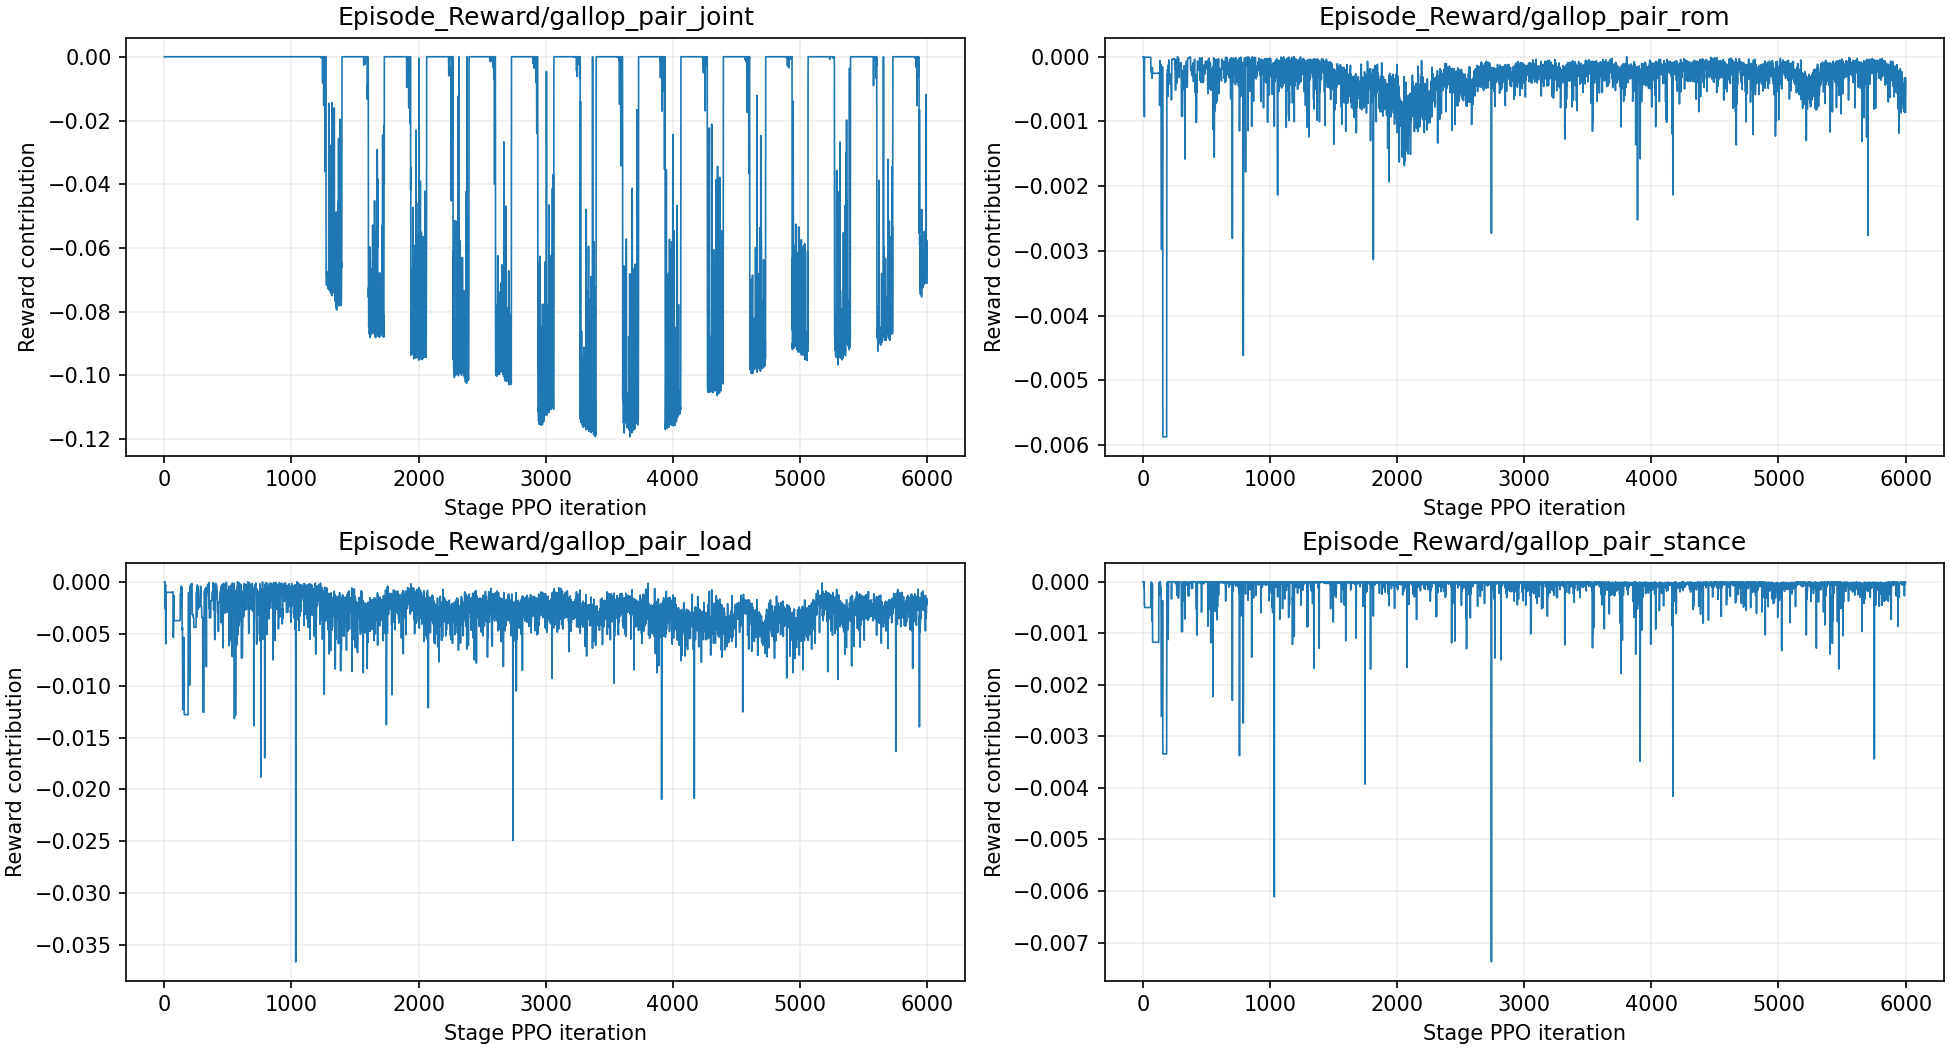 Episode_Reward/gallop_pair_joint
0.00
−0.02
−0.04
−0.06
−0.08
−0.10
−0.12
Reward contribution
0 1000 2000 3000 4000 5000 6000
Stage PPO iteration
Episode_Reward/gallop_pair_rom
0.000
−0.001
−0.002
−0.003
−0.004
−0.005
−0.006
Reward contribution
0 1000 2000 3000 4000 5000 6000
Stage PPO iteration
Episode_Reward/gallop_pair_load
0.000
−0.005
−0.010
−0.015
−0.020
−0.025
−0.030
−0.035
Reward contribution
0 1000 2000 3000 4000 5000 6000
Stage PPO iteration
Episode_Reward/gallop_pair_stance
0.000
−0.001
−0.002
−0.003
−0.004
−0.005
−0.006
−0.007
Reward contribution
0 1000 2000 3000 4000 5000 6000
Stage PPO iteration